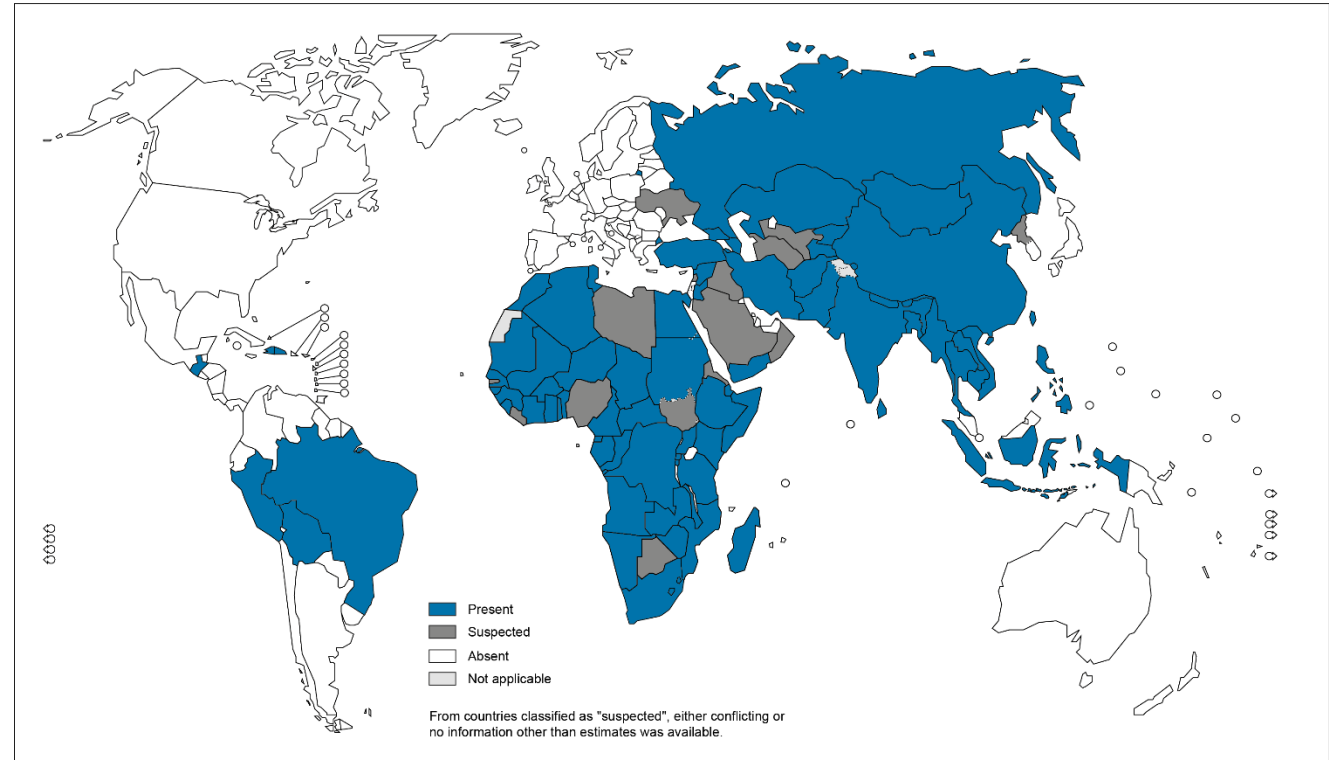 Present
Suspected
Absent
Not applicable
From countries classified as "suspected", either conflicting or
no information other than estimates was available.